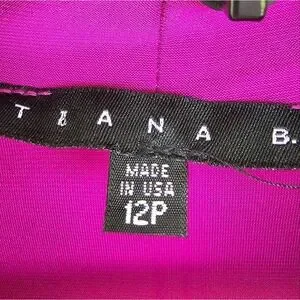 TIANA B.
MADE
IN USA
12P